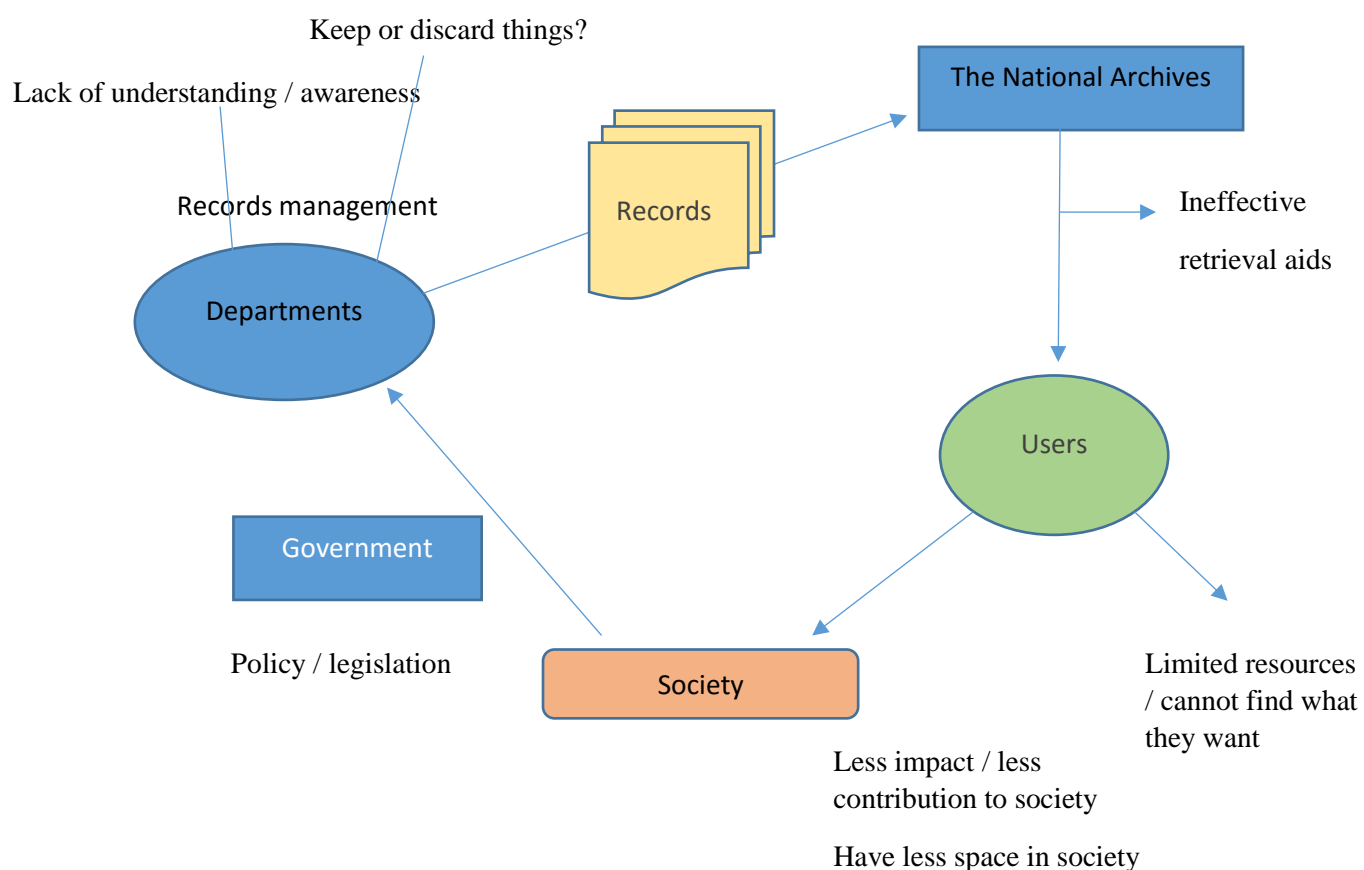 Keep or discard things?
The National Archives
Lack of understanding / awareness
Records management
Records
Ineffective
retrieval aids
Departments
Users
Government
Policy / legislation
Society
Limited resources
/ cannot find what
they want
Less impact / less
contribution to society
Have less space in society